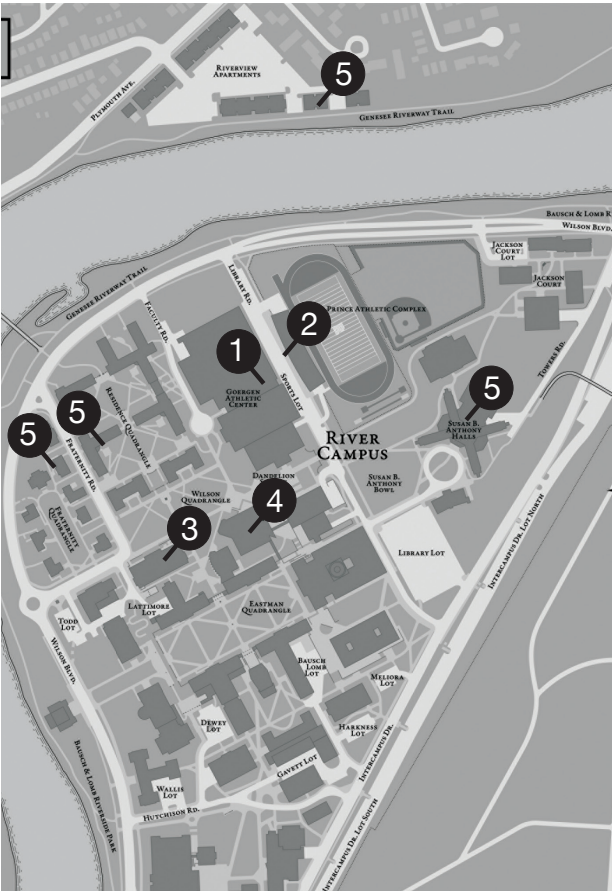 5
RIVERVIEW
APARTMENTS
PLYMOUTH AVE.
GENESEE RIVERWAY TRAIL
BAUSCH & LOMB R
WILSON BLVD.
JACKSON
COURT
LOT
JACKSON
COURT
GENESEE RIVERWAY TRAIL
LIBRARY RD.
FACULTY RD.
PRINCE ATHLETIC COMPLEX
2
1
GOERGEN
ATHLETIC
CENTER
SPORTS LOT
TOWERS RD.
5
SUSAN B.
ANTHONY
HALLS
5
5
RESIDENCE QUADRANGLE
FRATERNITY RD.
FRATERNITY
QUADRANGLE
RIVER
CAMPUS
SUSAN B.
ANTHONY
BOWL
DANDELION
WILSON
QUADRANGLE
4
3
LIBRARY LOT
INTERCAMPUS DR. LOT NORTH
LATTIMORE
LOT
EASTMAN
QUADRANGLE
TODD
LOT
WILSON BLVD.
BAUSCH
LOMB
LOT
MELIORA
LOT
DEWEY
LOT
HARKNESS
LOT
INTERCAMPUS DR.
GAVETT LOT
WALLIS
LOT
HUTCHISON RD.
BAUSCH & LOMB RIVERSIDE PARK
INTERCAMPUS DR. LOT SOUTH